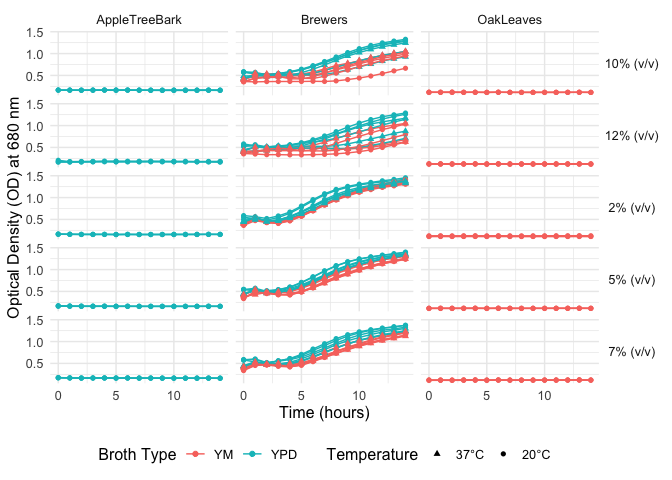 AppleTreeBark Brewers OakLeaves
1.5
1.0
0.5
10% (v/v)
1.5
1.0
0.5
12% (v/v)
1.5
1.0
0.5
2% (v/v)
1.5
1.0
0.5
5% (v/v)
1.5
1.0
0.5
7% (v/v)
Optical Density (OD) at 680 nm
0 5 10 0 5 10 0 5 10
Time (hours)
Broth Type YM YPD Temperature 37°C 20°C